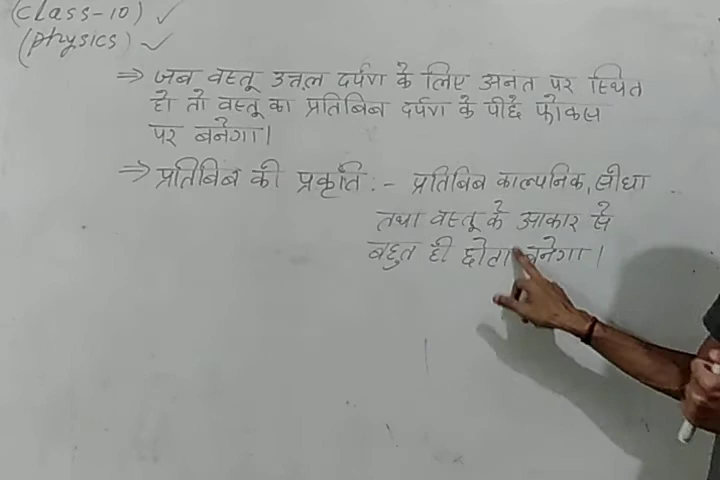 (Class-10) ✓
(Physics) ✓
⇒ जब वस्तू उत्तल दर्पण के लिए अनंत पर स्थित
हो तो वस्तू का प्रतिबिंब दर्पण के पीछे फोकस
पर बनेगा।
⇒ प्रतिबिंब की प्रकृति :- प्रतिबिंब काल्पनिक, सीधा
तथा वस्तू के आकार से
बहुत ही छोटा बनेगा।